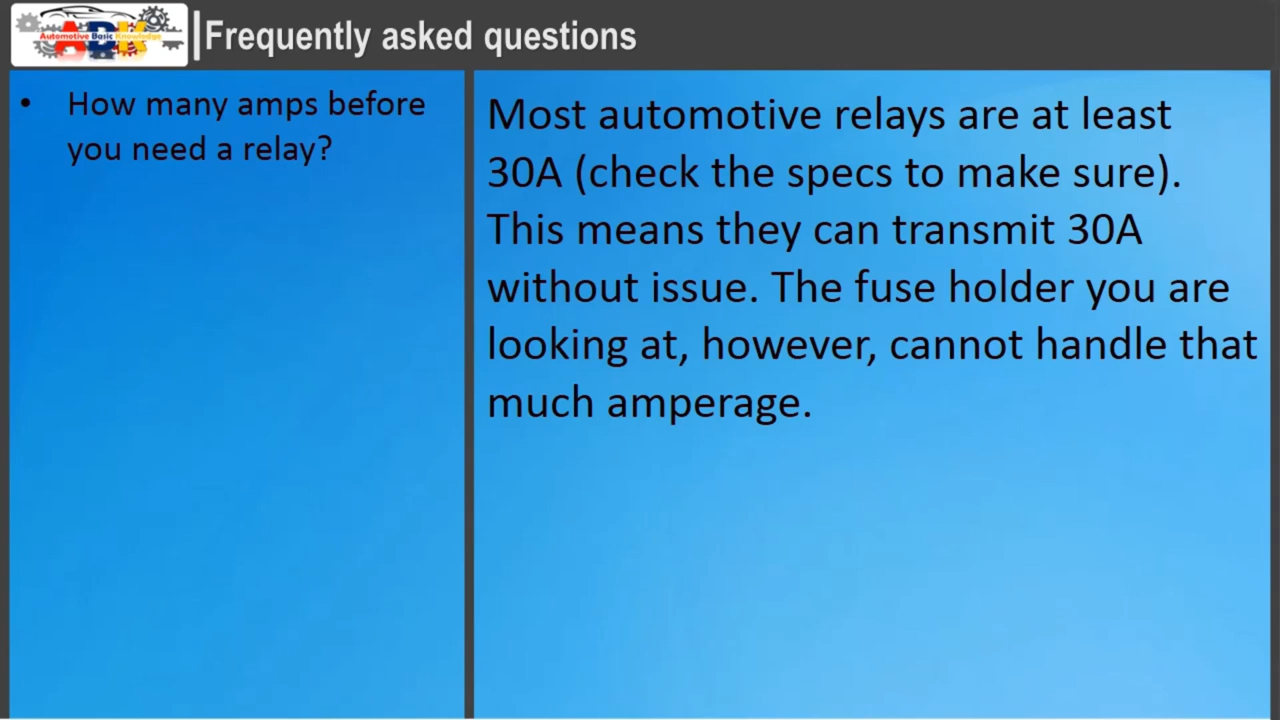 Automotive Basic Knowledge
ABK
Frequently asked questions
• How many amps before
you need a relay?
Most automotive relays are at least
30A (check the specs to make sure).
This means they can transmit 30A
without issue. The fuse holder you are
looking at, however, cannot handle that
much amperage.